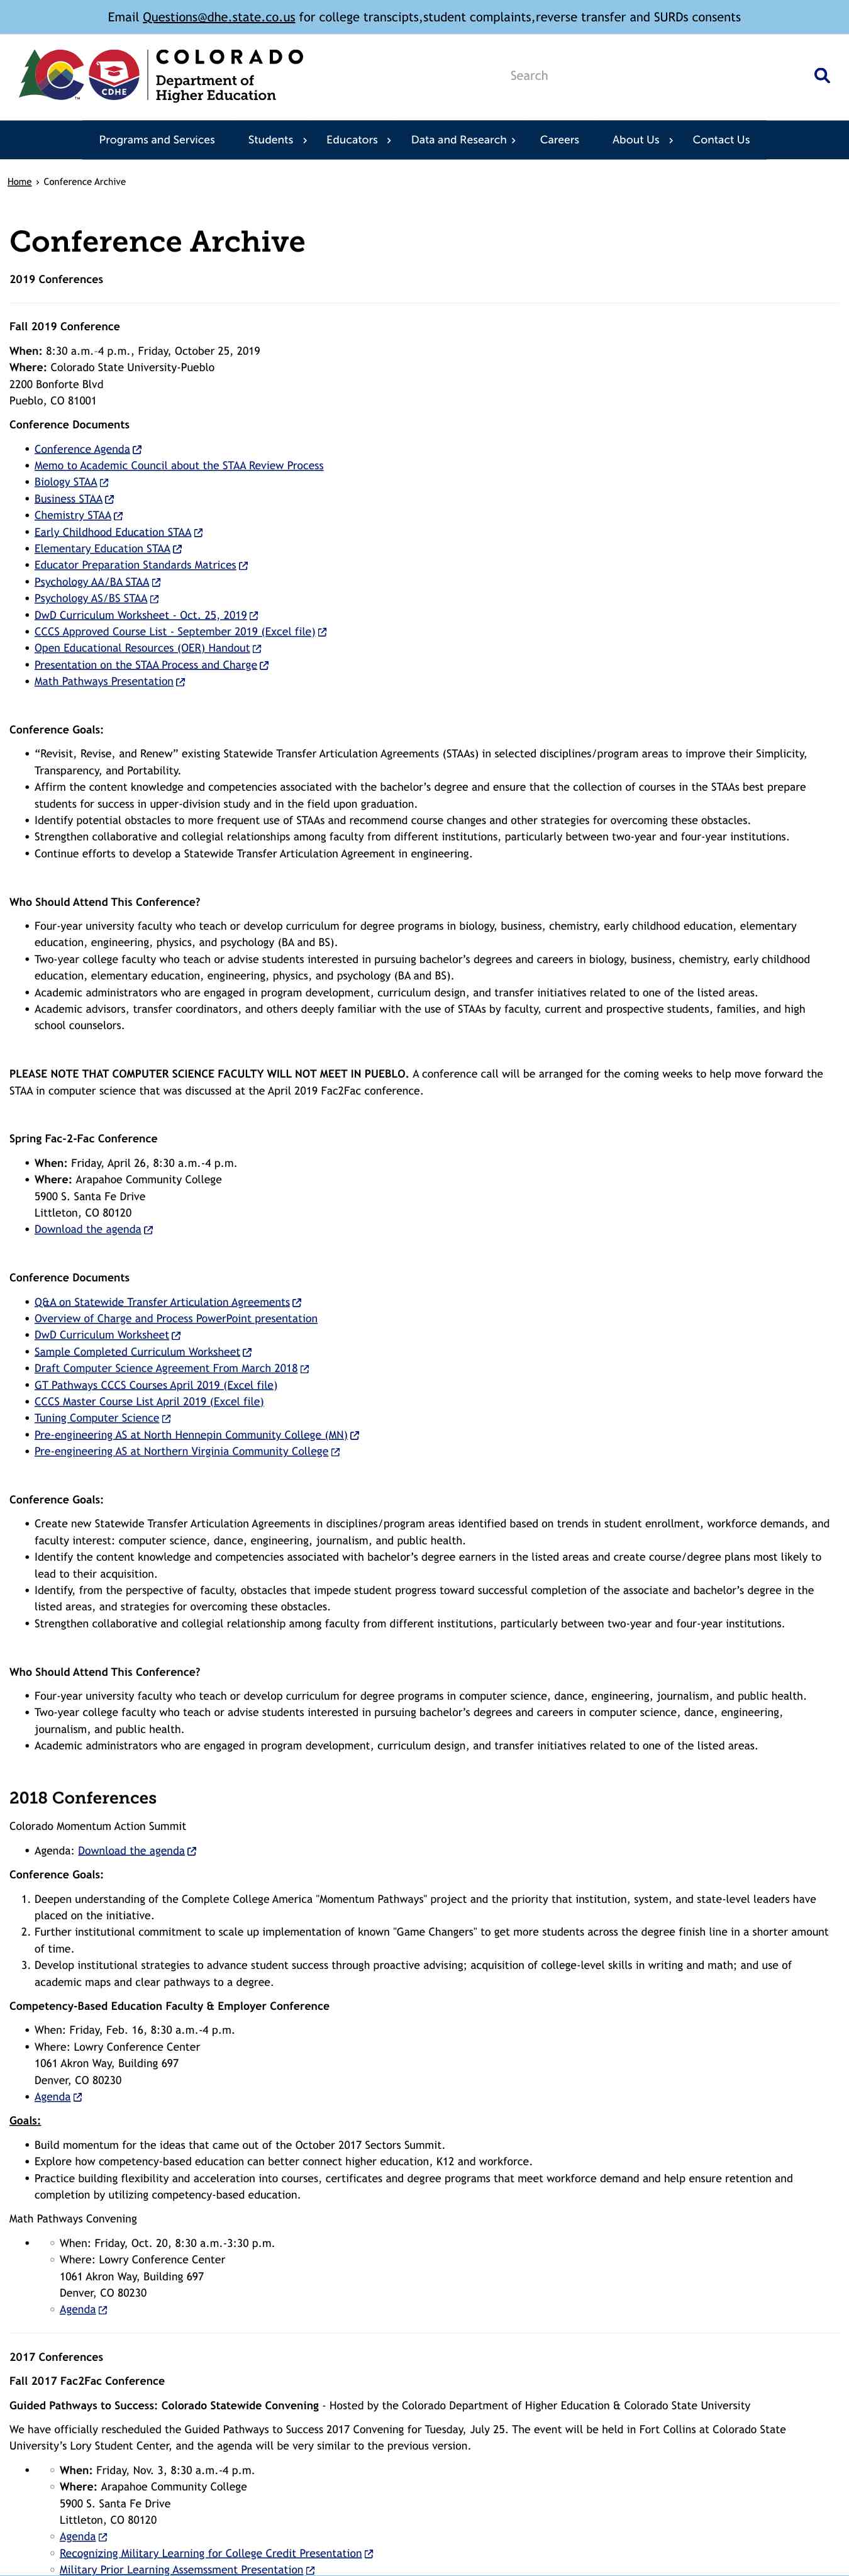 Email Questions@dhe.state.co.us for college transcipts,student complaints,reverse transfer and SURDs consents
COLORADO
Department of
Higher Education
CDHE
TM
Search
Programs and Services Students › Educators › Data and Research › Careers About Us › Contact Us
Home › Conference Archive
Conference Archive
2019 Conferences
Fall 2019 Conference
When: 8:30 a.m.-4 p.m., Friday, October 25, 2019
Where: Colorado State University-Pueblo
2200 Bonforte Blvd
Pueblo, CO 81001
Conference Documents
• Conference Agenda
• Memo to Academic Council about the STAA Review Process
• Biology STAA
• Business STAA
• Chemistry STAA
• Early Childhood Education STAA
• Elementary Education STAA
• Educator Preparation Standards Matrices
• Psychology AA/BA STAA
• Psychology AS/BS STAA
• DwD Curriculum Worksheet - Oct. 25, 2019
• CCCS Approved Course List - September 2019 (Excel file)
• Open Educational Resources (OER) Handout
• Presentation on the STAA Process and Charge
• Math Pathways Presentation
Conference Goals:
• “Revisit, Revise, and Renew” existing Statewide Transfer Articulation Agreements (STAAs) in selected disciplines/program areas to improve their Simplicity,
Transparency, and Portability.
• Affirm the content knowledge and competencies associated with the bachelor’s degree and ensure that the collection of courses in the STAAs best prepare
students for success in upper-division study and in the field upon graduation.
• Identify potential obstacles to more frequent use of STAAs and recommend course changes and other strategies for overcoming these obstacles.
• Strengthen collaborative and collegial relationships among faculty from different institutions, particularly between two-year and four-year institutions.
• Continue efforts to develop a Statewide Transfer Articulation Agreement in engineering.
Who Should Attend This Conference?
• Four-year university faculty who teach or develop curriculum for degree programs in biology, business, chemistry, early childhood education, elementary
education, engineering, physics, and psychology (BA and BS).
• Two-year college faculty who teach or advise students interested in pursuing bachelor’s degrees and careers in biology, business, chemistry, early childhood
education, elementary education, engineering, physics, and psychology (BA and BS).
• Academic administrators who are engaged in program development, curriculum design, and transfer initiatives related to one of the listed areas.
• Academic advisors, transfer coordinators, and others deeply familiar with the use of STAAs by faculty, current and prospective students, families, and high
school counselors.
PLEASE NOTE THAT COMPUTER SCIENCE FACULTY WILL NOT MEET IN PUEBLO. A conference call will be arranged for the coming weeks to help move forward the
STAA in computer science that was discussed at the April 2019 Fac2Fac conference.
Spring Fac-2-Fac Conference
• When: Friday, April 26, 8:30 a.m.-4 p.m.
• Where: Arapahoe Community College
5900 S. Santa Fe Drive
Littleton, CO 80120
• Download the agenda
Conference Documents
• Q&A on Statewide Transfer Articulation Agreements
• Overview of Charge and Process PowerPoint presentation
• DwD Curriculum Worksheet
• Sample Completed Curriculum Worksheet
• Draft Computer Science Agreement From March 2018
• GT Pathways CCCS Courses April 2019 (Excel file)
• CCCS Master Course List April 2019 (Excel file)
• Tuning Computer Science
• Pre-engineering AS at North Hennepin Community College (MN)
• Pre-engineering AS at Northern Virginia Community College
Conference Goals:
• Create new Statewide Transfer Articulation Agreements in disciplines/program areas identified based on trends in student enrollment, workforce demands, and
faculty interest: computer science, dance, engineering, journalism, and public health.
• Identify the content knowledge and competencies associated with bachelor’s degree earners in the listed areas and create course/degree plans most likely to
lead to their acquisition.
• Identify, from the perspective of faculty, obstacles that impede student progress toward successful completion of the associate and bachelor’s degree in the
listed areas, and strategies for overcoming these obstacles.
• Strengthen collaborative and collegial relationship among faculty from different institutions, particularly between two-year and four-year institutions.
Who Should Attend This Conference?
• Four-year university faculty who teach or develop curriculum for degree programs in computer science, dance, engineering, journalism, and public health.
• Two-year college faculty who teach or advise students interested in pursuing bachelor’s degrees and careers in computer science, dance, engineering,
journalism, and public health.
• Academic administrators who are engaged in program development, curriculum design, and transfer initiatives related to one of the listed areas.
2018 Conferences
Colorado Momentum Action Summit
• Agenda: Download the agenda
Conference Goals:
1. Deepen understanding of the Complete College America "Momentum Pathways" project and the priority that institution, system, and state-level leaders have
placed on the initiative.
2. Further institutional commitment to scale up implementation of known "Game Changers" to get more students across the degree finish line in a shorter amount
of time.
3. Develop institutional strategies to advance student success through proactive advising; acquisition of college-level skills in writing and math; and use of
academic maps and clear pathways to a degree.
Competency-Based Education Faculty & Employer Conference
• When: Friday, Feb. 16, 8:30 a.m.-4 p.m.
• Where: Lowry Conference Center
1061 Akron Way, Building 697
Denver, CO 80230
• Agenda
Goals:
• Build momentum for the ideas that came out of the October 2017 Sectors Summit.
• Explore how competency-based education can better connect higher education, K12 and workforce.
• Practice building flexibility and acceleration into courses, certificates and degree programs that meet workforce demand and help ensure retention and
completion by utilizing competency-based education.
Math Pathways Convening
• ○ When: Friday, Oct. 20, 8:30 a.m.-3:30 p.m.
○ Where: Lowry Conference Center
1061 Akron Way, Building 697
Denver, CO 80230
○ Agenda
2017 Conferences
Fall 2017 Fac2Fac Conference
Guided Pathways to Success: Colorado Statewide Convening - Hosted by the Colorado Department of Higher Education & Colorado State University
We have officially rescheduled the Guided Pathways to Success 2017 Convening for Tuesday, July 25. The event will be held in Fort Collins at Colorado State
University’s Lory Student Center, and the agenda will be very similar to the previous version.
• ○ When: Friday, Nov. 3, 8:30 a.m.-4 p.m.
○ Where: Arapahoe Community College
5900 S. Santa Fe Drive
Littleton, CO 80120
○ Agenda
○ Recognizing Military Learning for College Credit Presentation
○ Military Prior Learning Assemssment Presentation